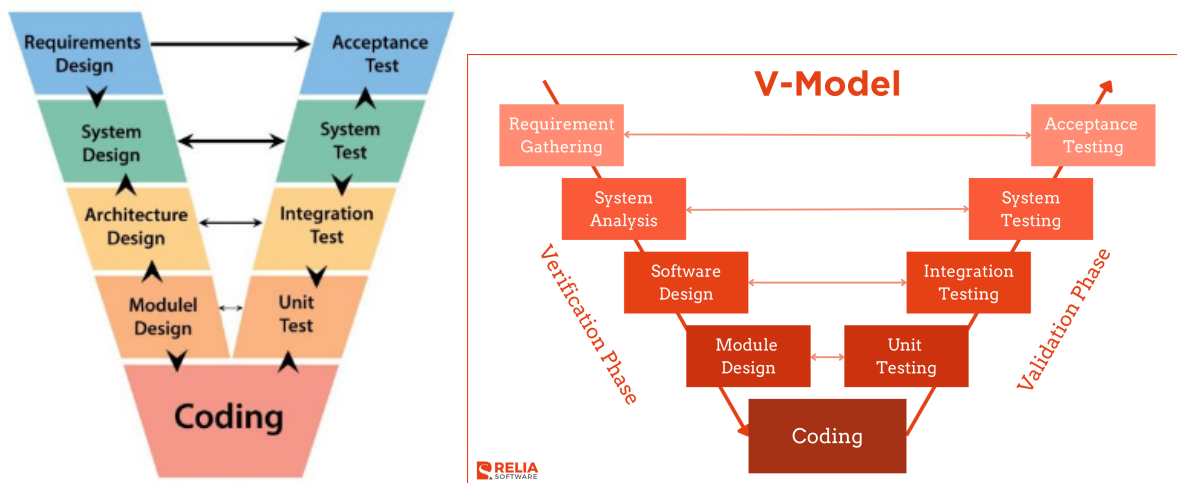 Requirements
Design
Acceptance
Test
System
Design
System
Test
Architecture
Design
Integration
Test
Modulel
Design
Unit
Test
Coding
V-Model
Requirement
Gathering
Acceptance
Testing
System
Analysis
System
Testing
Software
Design
Integration
Testing
Module
Design
Unit
Testing
Coding
Verification Phase
Validation Phase
RELIA
SOFTWARE